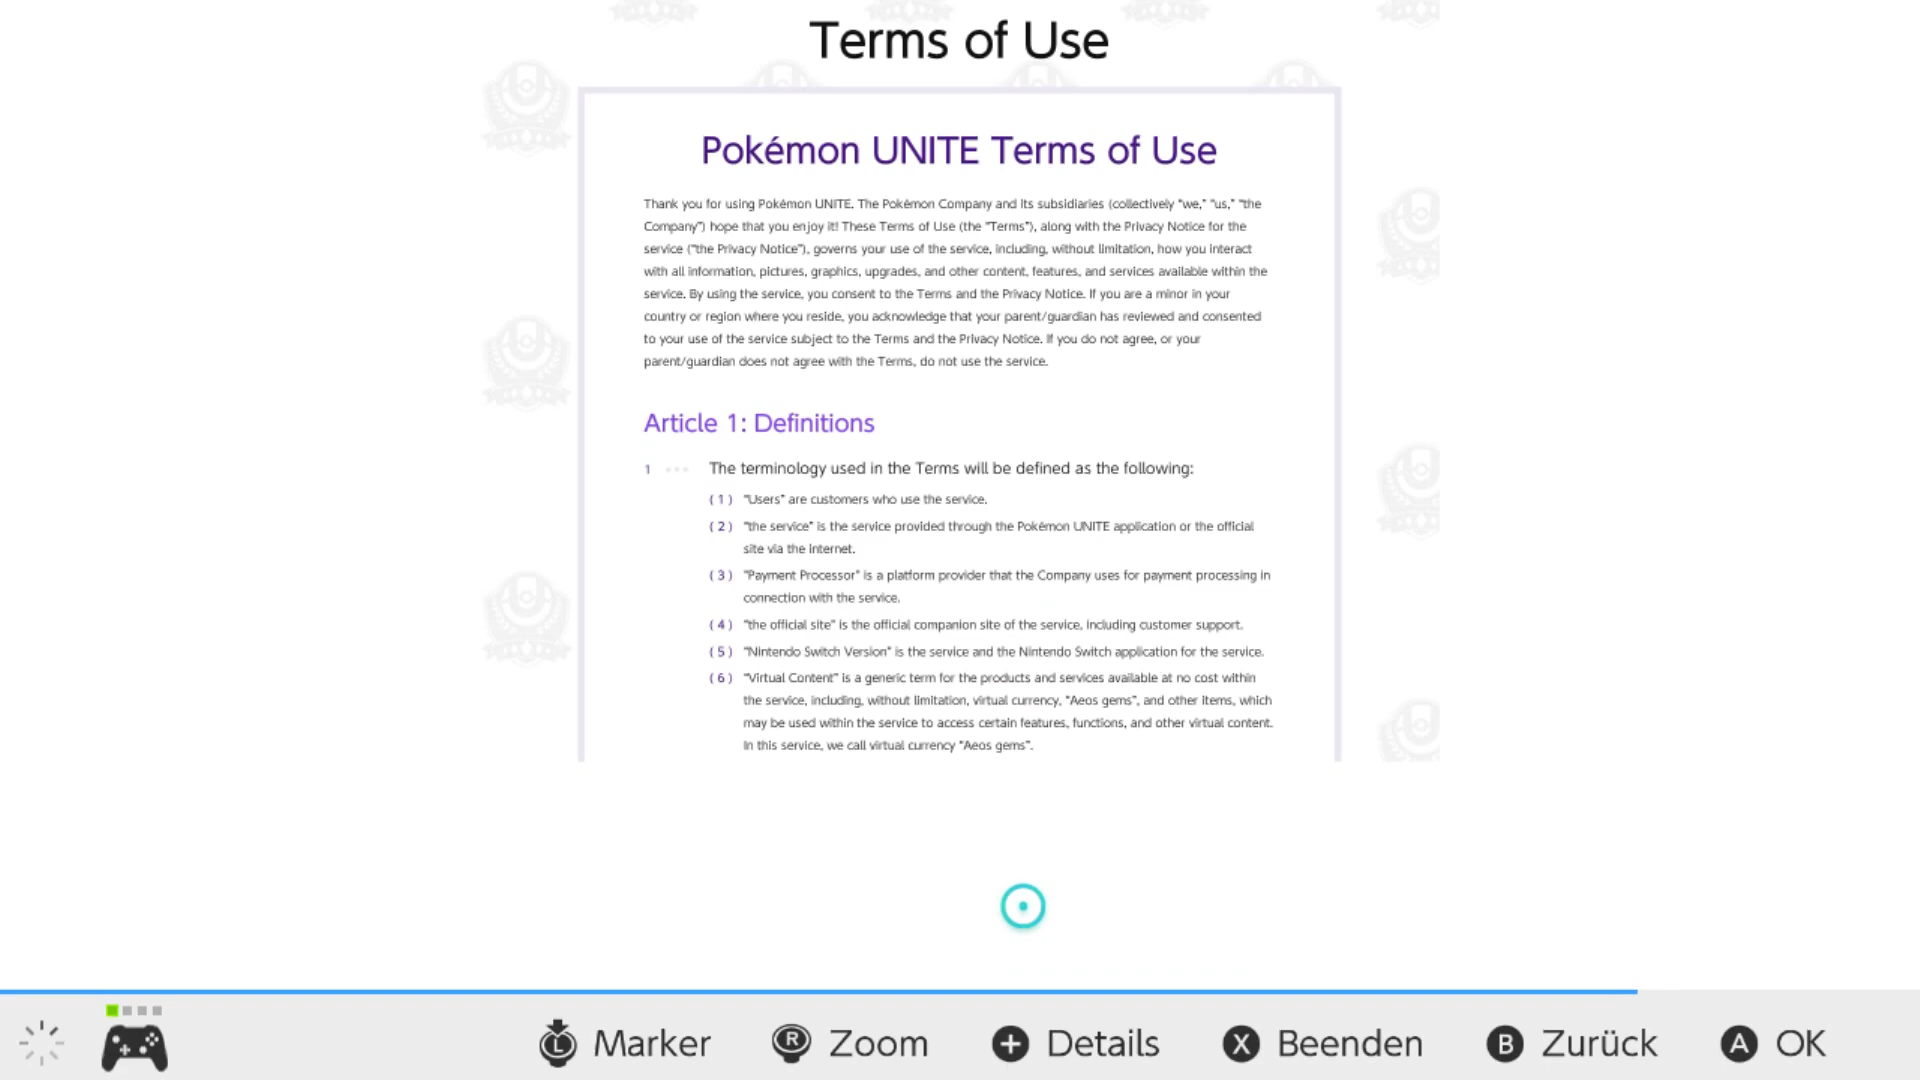 Terms of Use
Pokémon UNITE Terms of Use
Thank you for using Pokémon UNITE. The Pokémon Company and its subsidiaries (collectively "we," "us," "the
Company") hope that you enjoy it! These Terms of Use (the "Terms"), along with the Privacy Notice for the
service ("the Privacy Notice"), governs your use of the service, including, without limitation, how you interact
with all information, pictures, graphics, upgrades, and other content, features, and services available within the
service. By using the service, you consent to the Terms and the Privacy Notice. If you are a minor in your
country or region where you reside, you acknowledge that your parent/guardian has reviewed and consented
to your use of the service subject to the Terms and the Privacy Notice. If you do not agree, or your
parent/guardian does not agree with the Terms, do not use the service.
Article 1: Definitions
1 The terminology used in the Terms will be defined as the following:
(1) "Users" are customers who use the service.
(2) "the service" is the service provided through the Pokémon UNITE application or the official
site via the internet.
(3) "Payment Processor" is a platform provider that the Company uses for payment processing in
connection with the service.
(4) "the official site" is the official companion site of the service, including customer support.
(5) "Nintendo Switch Version" is the service and the Nintendo Switch application for the service.
(6) "Virtual Content" is a generic term for the products and services available at no cost within
the service, including, without limitation, virtual currency, "Aeos gems", and other items, which
may be used within the service to access certain features, functions, and other virtual content.
In this service, we call virtual currency "Aeos gems".
L Marker R Zoom + Details X Beenden B Zurück A OK